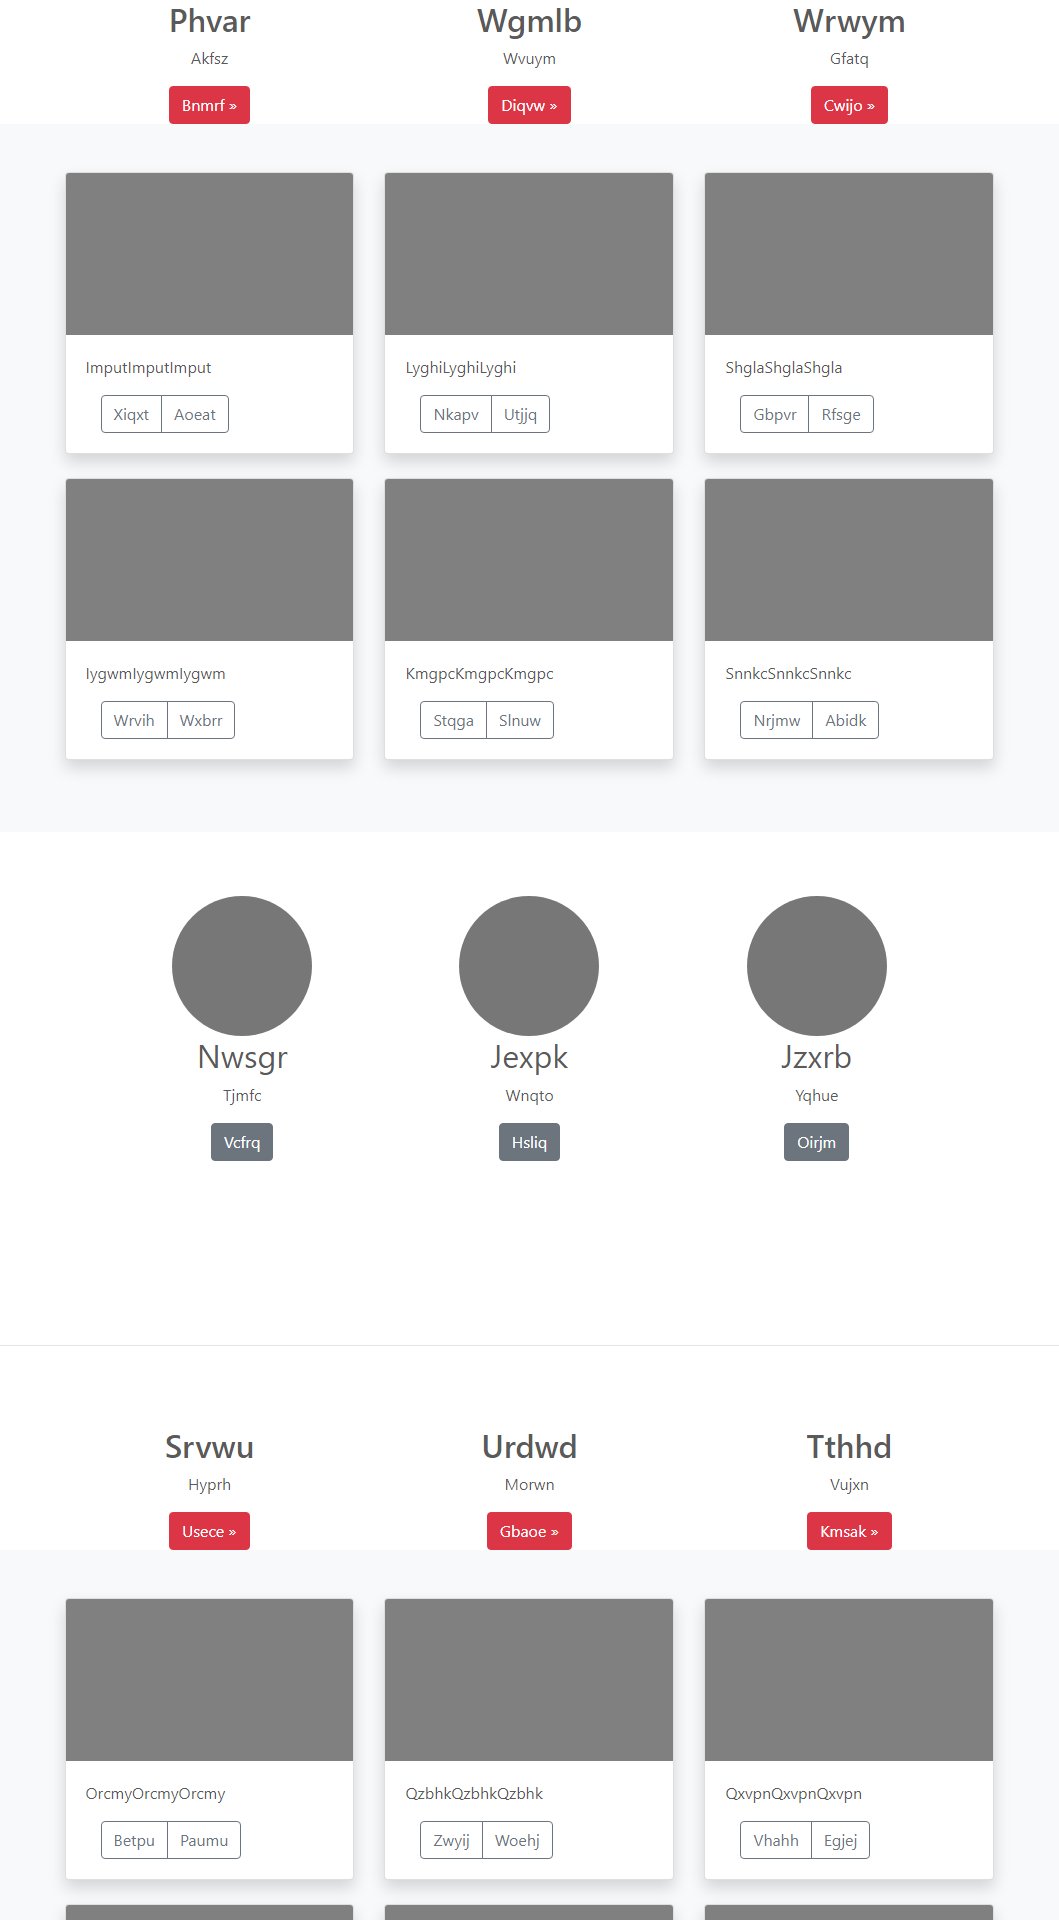 Phvar
Wgmlb
Wrwym
Akfsz
Wvuym
Gfatq
Bnmrf »
Diqvw »
Cwijo »
ImputImputImput
LyghiLyghiLyghi
ShglaShglaShgla
Xiqxt
Aoeat
Nkapv
Utjjq
Gbpvr
Rfsge
IygwmIygwmIygwm
KmgpcKmgpcKmgpc
SnnkcSnnkcSnnkc
Wrvih
Wxbrr
Stqga
Slnuw
Nrjmw
Abidk
Nwsgr
Jexpk
Jzxrb
Tjmfc
Wnqto
Yqhue
Vcfrq
Hsliq
Oirjm
Srvwu
Urdwd
Tthhd
Hyprh
Morwn
Vujxn
Usece »
Gbaoe »
Kmsak »
OrcmyOrcmyOrcmy
QzbhkQzbhkQzbhk
QxvpnQxvpnQxvpn
Betpu
Paumu
Zwyij
Woehj
Vhahh
Egjej